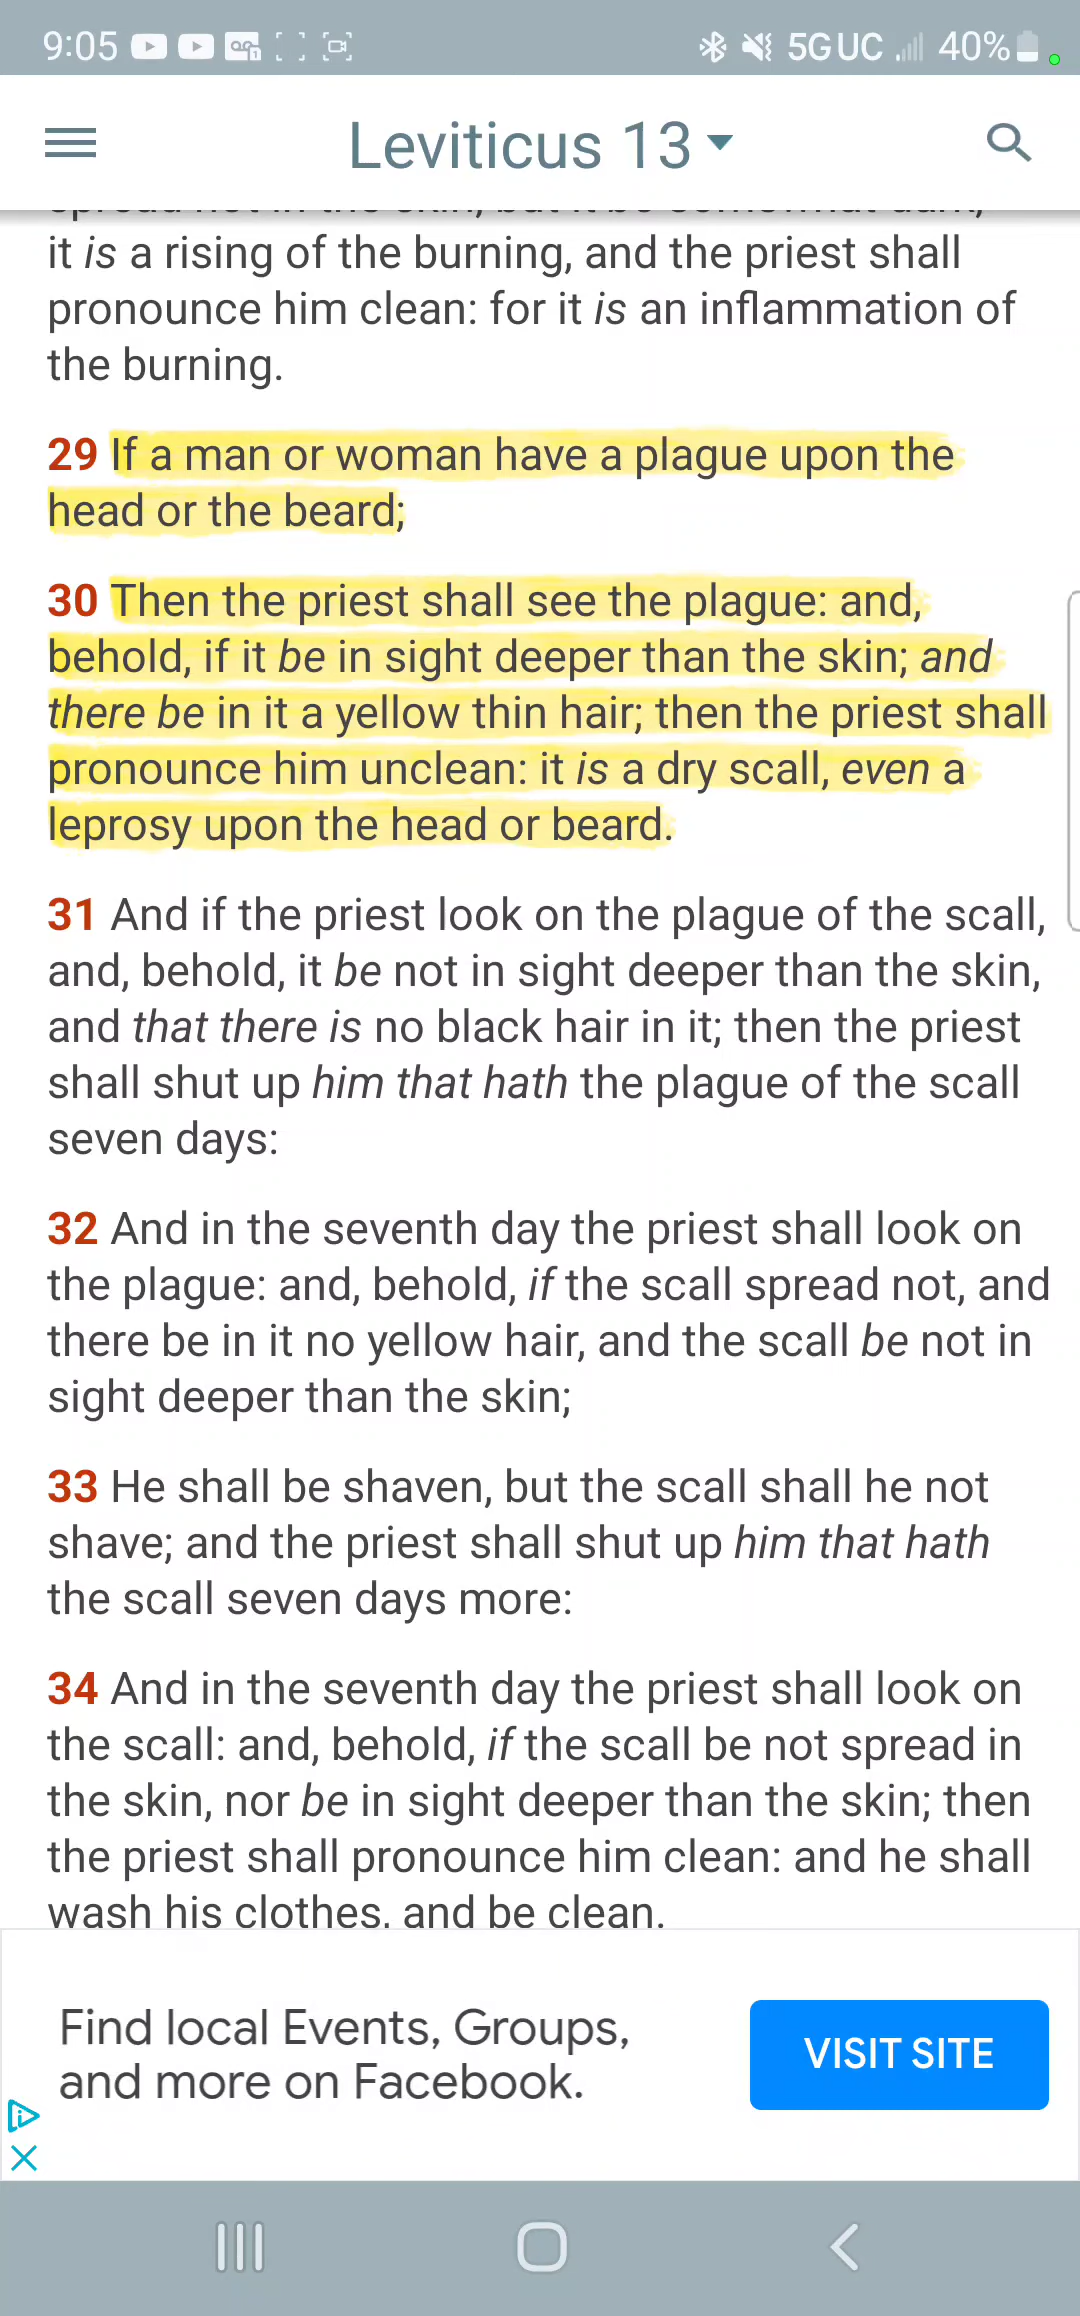 9:05 5G UC 40%
Leviticus 13
it is a rising of the burning, and the priest shall
pronounce him clean: for it is an inflammation of
the burning.
29 If a man or woman have a plague upon the
head or the beard;
30 Then the priest shall see the plague: and,
behold, if it be in sight deeper than the skin; and
there be in it a yellow thin hair; then the priest shall
pronounce him unclean: it is a dry scall, even a
leprosy upon the head or beard.
31 And if the priest look on the plague of the scall,
and, behold, it be not in sight deeper than the skin,
and that there is no black hair in it; then the priest
shall shut up him that hath the plague of the scall
seven days:
32 And in the seventh day the priest shall look on
the plague: and, behold, if the scall spread not, and
there be in it no yellow hair, and the scall be not in
sight deeper than the skin;
33 He shall be shaven, but the scall shall he not
shave; and the priest shall shut up him that hath
the scall seven days more:
34 And in the seventh day the priest shall look on
the scall: and, behold, if the scall be not spread in
the skin, nor be in sight deeper than the skin; then
the priest shall pronounce him clean: and he shall
wash his clothes, and be clean.
Find local Events, Groups,
and more on Facebook.
VISIT SITE